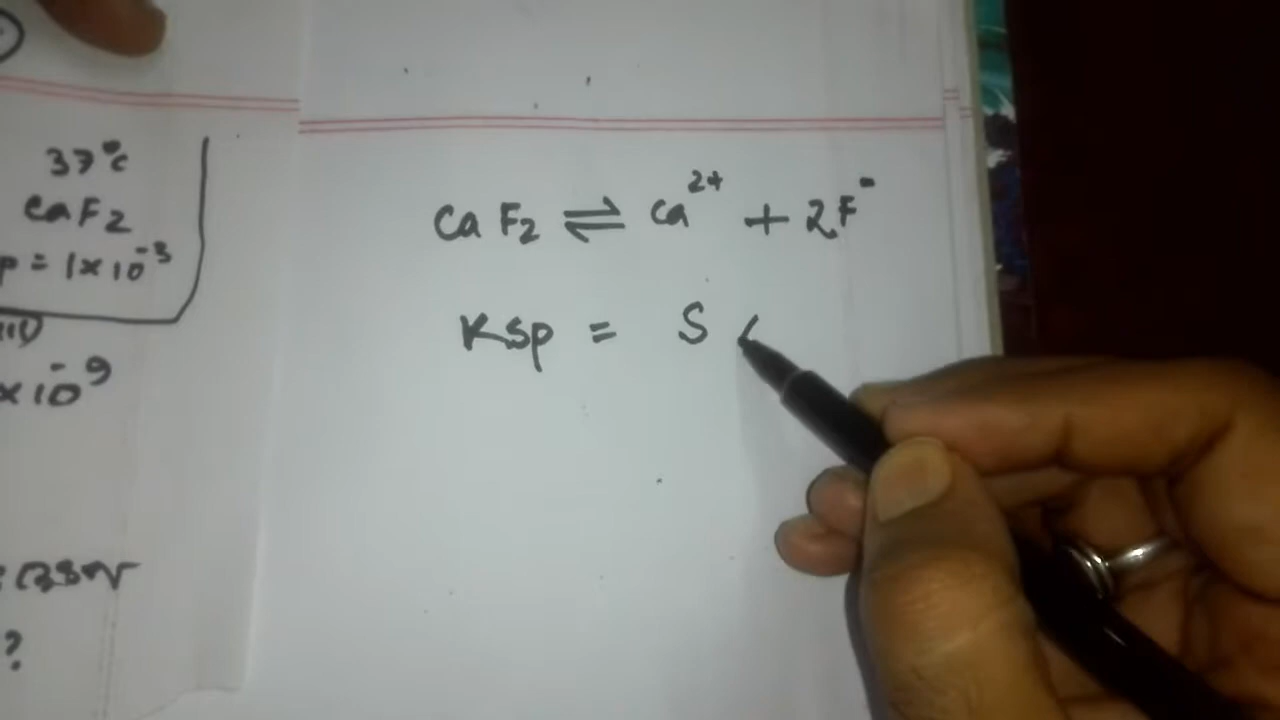 37°C
CaF₂
p = 1×10⁻³
×10⁻⁹
?
CaF₂ ⇌ Ca²⁺ + 2F⁻
Ksp = S (